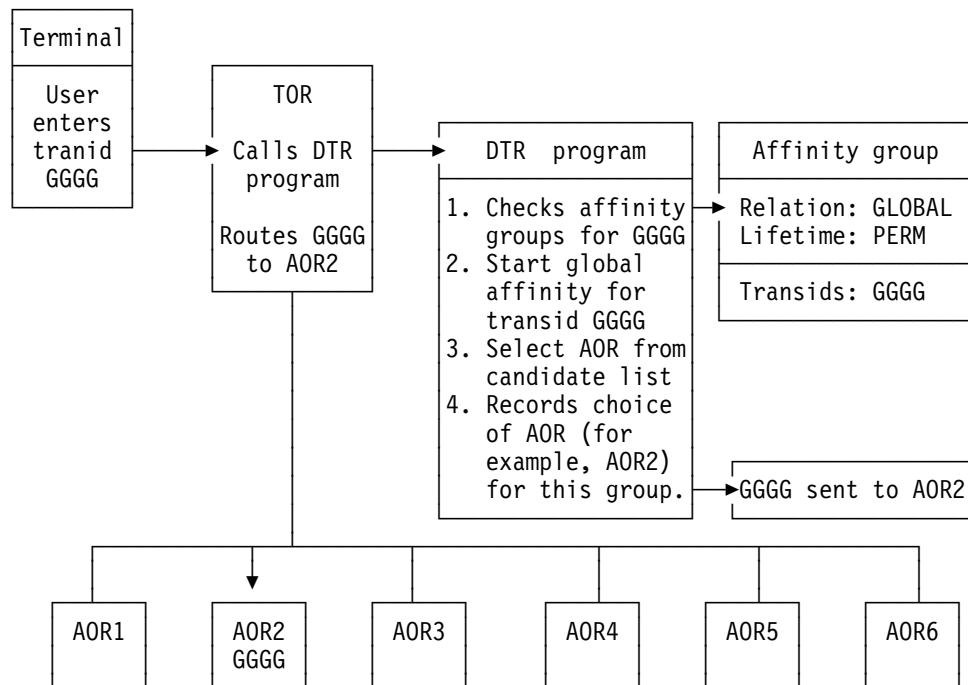 Terminal
User
enters
tranid
GGGG
TOR
Calls DTR
program
Routes GGGG
to AOR2
DTR program
1. Checks affinity
groups for GGGG
2. Start global
affinity for
transid GGGG
3. Select AOR from
candidate list
4. Records choice
of AOR (for
example, AOR2)
for this group.
Affinity group
Relation: GLOBAL
Lifetime: PERM
Transids: GGGG
GGGG sent to AOR2
AOR1
AOR2
GGGG
AOR3
AOR4
AOR5
AOR6